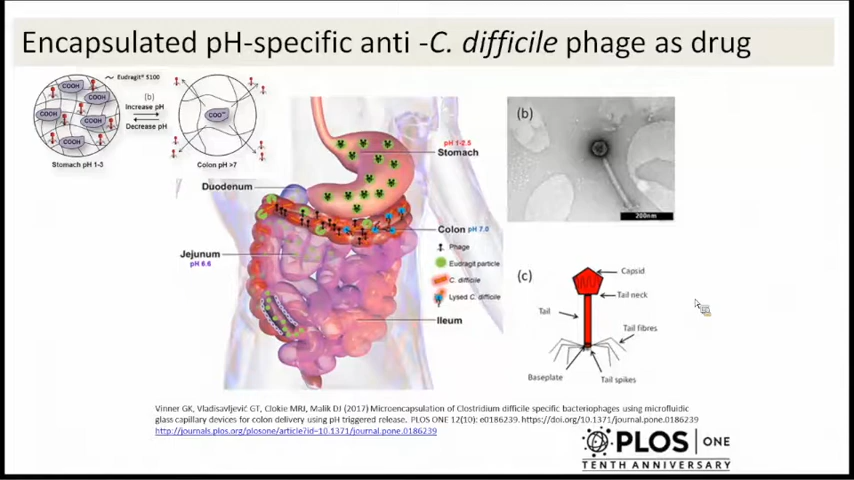 Encapsulated pH-specific anti -C. difficile phage as drug
Eudragit® S100
COOH
COOH
COOH
COOH
COOH
(b)
Increase pH
Decrease pH
COO⁻
Stomach pH 1-3
Colon pH >7
pH 1-2.5
Stomach
Duodenum
Colon pH 7.0
Jejunum
pH 6.6
Phage
Eudragit particle
C. difficile
Lysed C. difficile
Ileum
(b)
200nm
(c)
Capsid
Tail neck
Tail
Tail fibres
Baseplate
Tail spikes
Vinner GK, Vladisavljević GT, Clokie MRJ, Malik DJ (2017) Microencapsulation of Clostridium difficile specific bacteriophages using microfluidic
glass capillary devices for colon delivery using pH triggered release. PLOS ONE 12(10): e0186239. https://doi.org/10.1371/journal.pone.0186239
http://journals.plos.org/plosone/article?id=10.1371/journal.pone.0186239
PLOS ONE
TENTH ANNIVERSARY